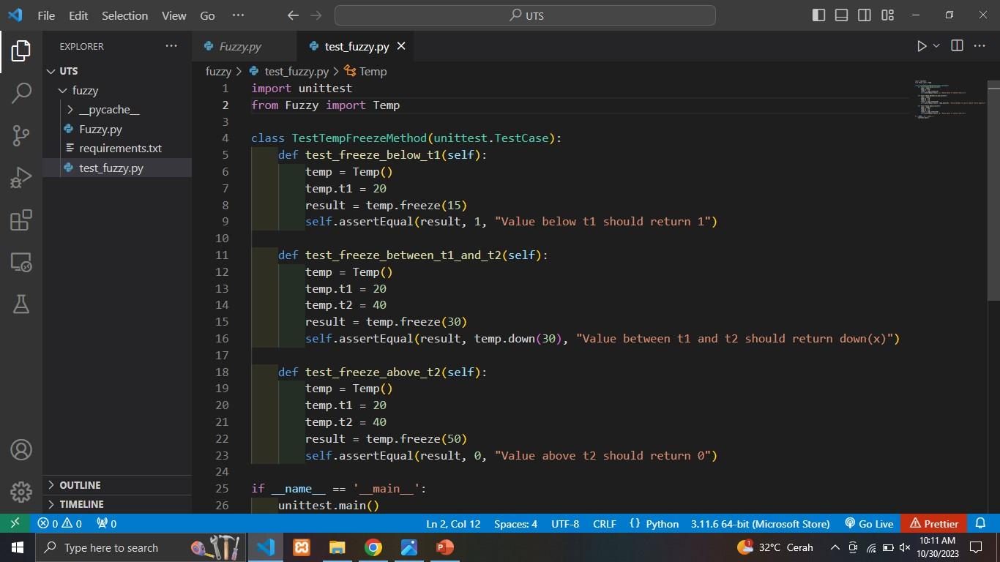 File Edit Selection View Go ··· UTS
EXPLORER ···
UTS
fuzzy
__pycache__
Fuzzy.py
requirements.txt
test_fuzzy.py
OUTLINE
TIMELINE
Fuzzy.py test_fuzzy.py
fuzzy > test_fuzzy.py > Temp
1 import unittest
2 from Fuzzy import Temp
3
4 class TestTempFreezeMethod(unittest.TestCase):
5     def test_freeze_below_t1(self):
6         temp = Temp()
7         temp.t1 = 20
8         result = temp.freeze(15)
9         self.assertEqual(result, 1, "Value below t1 should return 1")
10
11     def test_freeze_between_t1_and_t2(self):
12         temp = Temp()
13         temp.t1 = 20
14         temp.t2 = 40
15         result = temp.freeze(30)
16         self.assertEqual(result, temp.down(30), "Value between t1 and t2 should return down(x)")
17
18     def test_freeze_above_t2(self):
19         temp = Temp()
20         temp.t1 = 20
21         temp.t2 = 40
22         result = temp.freeze(50)
23         self.assertEqual(result, 0, "Value above t2 should return 0")
24
25 if __name__ == '__main__':
26     unittest.main()
0 0 0 Ln 2, Col 12 Spaces: 4 UTF-8 CRLF {} Python 3.11.6 64-bit (Microsoft Store) Go Live Prettier
Type here to search 1 32°C Cerah 10:11 AM
10/30/2023